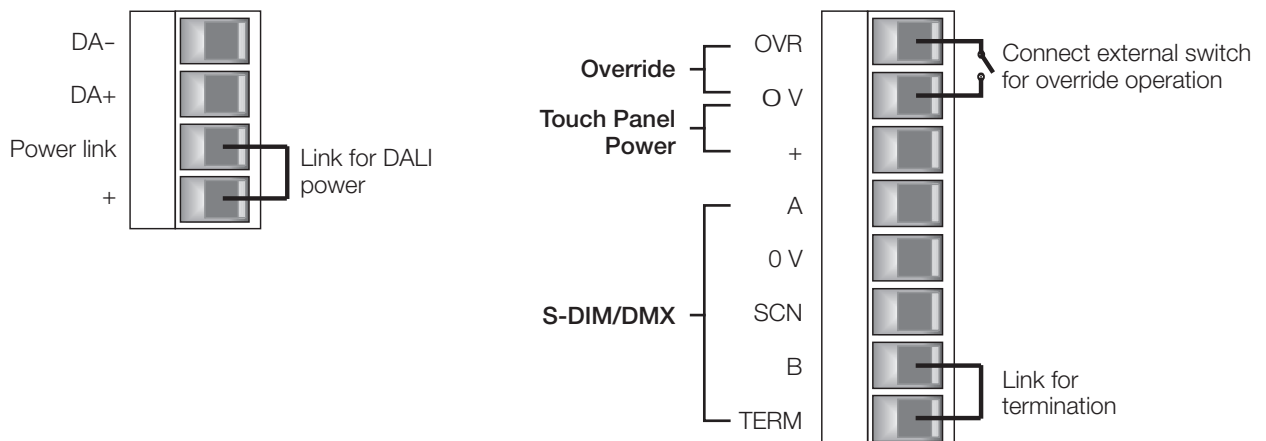 DA-
DA+
Power link
+
Link for DALI
power
Override
Touch Panel
Power
S-DIM/DMX
OVR
O V
+
A
0 V
SCN
B
TERM
Connect external switch
for override operation
Link for
termination